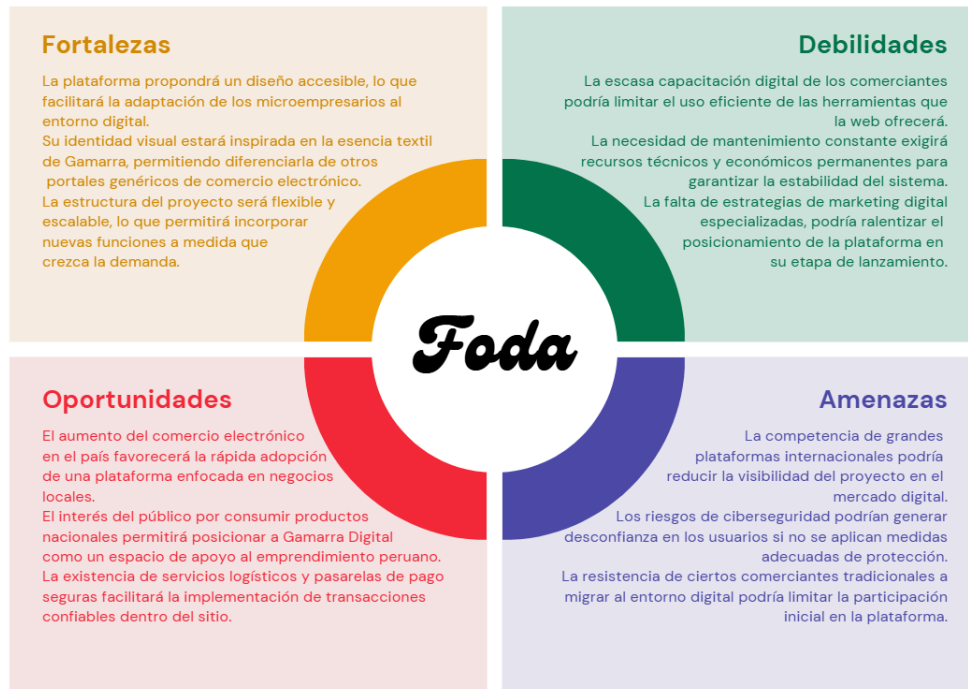 Fortalezas
La plataforma propondrá un diseño accesible, lo que
facilitará la adaptación de los microempresarios al
entorno digital.
Su identidad visual estará inspirada en la esencia textil
de Gamarra, permitiendo diferenciarla de otros
portales genéricos de comercio electrónico.
La estructura del proyecto será flexible y
escalable, lo que permitirá incorporar
nuevas funciones a medida que
crezca la demanda.
Debilidades
La escasa capacitación digital de los comerciantes
podría limitar el uso eficiente de las herramientas que
la web ofrecerá.
La necesidad de mantenimiento constante exigirá
recursos técnicos y económicos permanentes para
garantizar la estabilidad del sistema.
La falta de estrategias de marketing digital
especializadas, podría ralentizar el
posicionamiento de la plataforma en
su etapa de lanzamiento.
Foda
Oportunidades
El aumento del comercio electrónico
en el país favorecerá la rápida adopción
de una plataforma enfocada en negocios
locales.
El interés del público por consumir productos
nacionales permitirá posicionar a Gamarra Digital
como un espacio de apoyo al emprendimiento peruano.
La existencia de servicios logísticos y pasarelas de pago
seguras facilitará la implementación de transacciones
confiables dentro del sitio.
Amenazas
La competencia de grandes
plataformas internacionales podría
reducir la visibilidad del proyecto en el
mercado digital.
Los riesgos de ciberseguridad podrían generar
desconfianza en los usuarios si no se aplican medidas
adecuadas de protección.
La resistencia de ciertos comerciantes tradicionales a
migrar al entorno digital podría limitar la participación
inicial en la plataforma.